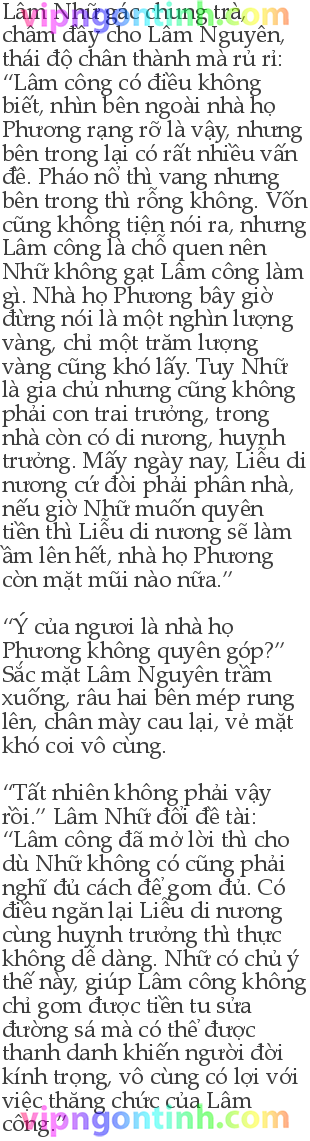 vipngontinh.com
Lâm Nhữ gác chung trà,
châm đầy cho Lâm Nguyên,
thái độ chân thành mà rủ rỉ:
“Lâm công có điều không
biết, nhìn bên ngoài nhà họ
Phương rạng rỡ là vậy, nhưng
bên trong lại có rất nhiều vấn
đề. Pháo nổ thì vang nhưng
bên trong thì rỗng không. Vốn
cũng không tiện nói ra, nhưng
Lâm công là chỗ quen nên
Nhữ không gạt Lâm công làm
gì. Nhà họ Phương bây giờ
đừng nói là một nghìn lượng
vàng, chỉ một trăm lượng
vàng cũng khó lấy. Tuy Nhữ
là gia chủ nhưng cũng không
phải con trai trưởng, trong
nhà còn có di nương, huynh
trưởng. Mấy ngày nay, Liễu di
nương cứ đòi phải phân nhà,
nếu giờ Nhữ muốn quyên
tiền thì Liễu di nương sẽ làm
ầm lên hết, nhà họ Phương
còn mặt mũi nào nữa.”
“Ý của ngươi là nhà họ
Phương không quyên góp?”
Sắc mặt Lâm Nguyên trầm
xuống, râu hai bên mép rung
lên, chân mày cau lại, vẻ mặt
khó coi vô cùng.
“Tất nhiên không phải vậy
rồi.” Lâm Nhữ đổi đề tài:
“Lâm công đã mở lời thì cho
dù Nhữ không có cũng phải
nghĩ đủ cách để gom đủ. Có
điều ngăn lại Liễu di nương
cùng huynh trưởng thì thực
không dễ dàng. Nhữ có chủ ý
thế này, giúp Lâm công không
chỉ gom được tiền tu sửa
đường sá mà có thể được
thanh danh khiến người đời
kính trọng, vô cùng có lợi với
việc thăng chức của Lâm
công.”
vipngontinh.com